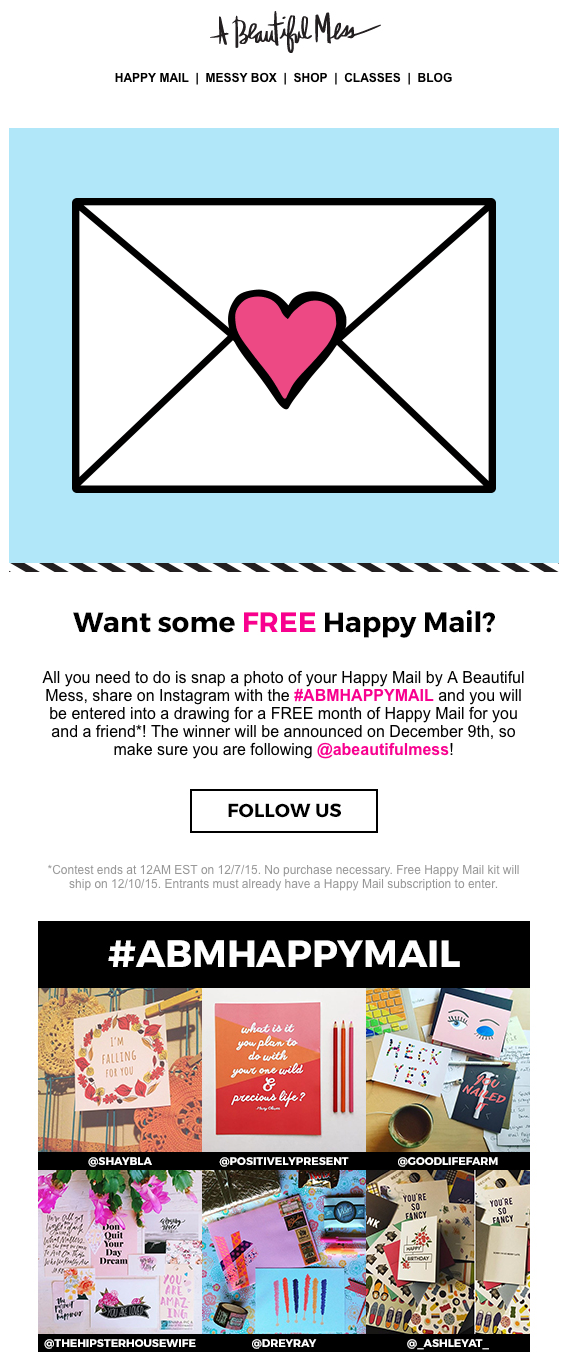 A Beautiful Mess
HAPPY MAIL | MESSY BOX | SHOP | CLASSES | BLOG
Want some FREE Happy Mail?
All you need to do is snap a photo of your Happy Mail by A Beautiful
Mess, share on Instagram with the #ABMHAPPYMAIL and you will
be entered into a drawing for a FREE month of Happy Mail for you
and a friend*! The winner will be announced on December 9th, so
make sure you are following @abeautifulmess!
FOLLOW US
*Contest ends at 12AM EST on 12/7/15. No purchase necessary. Free Happy Mail kit will
ship on 12/10/15. Entrants must already have a Happy Mail subscription to enter.
#ABMHAPPYMAIL
I'M
FALLING
FOR YOU
what is it
you plan to
do with
your one wild
&
precious life?
HECK
YES
YOU
NAILED
IT
@SHAYBLA
@POSITIVELYPRESENT
@GOODLIFEFARM
Don't
Quit Your
Day
Dream
YOU ARE LOVED
YOU
ARE
AMAZ
ING
HAPPY
BIRTHDAY
YOU'RE
SO
FANCY
YOU'RE
SO
FANCY
@THEHIPSTERHOUSEWIFE
@DREYRAY
@_ASHLEYAT_